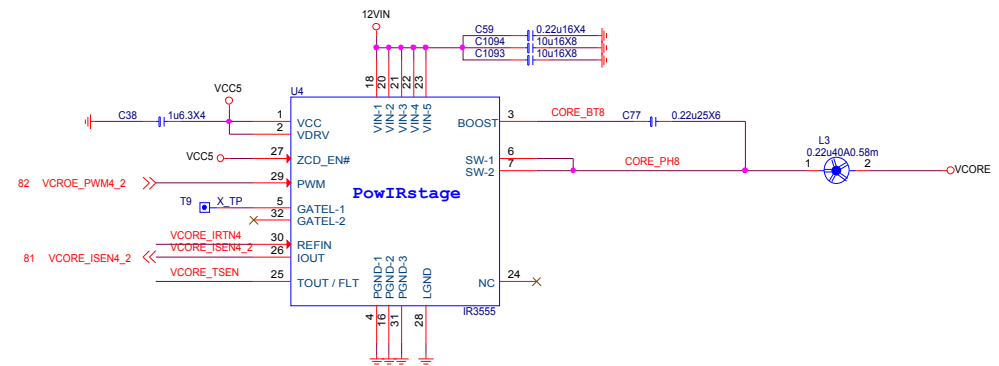 12VIN
C59 0.22u16X4
C1094 10u16X8
C1093 10u16X8
18 20 21 22 23
U4
VCC5
C38 1u6.3X4
1 VCC
2 VDRV
VIN-1 VIN-2 VIN-3 VIN-4 VIN-5
BOOST 3 CORE_BT8 C77 0.22u25X6
VCC5 27 ZCD_EN#
SW-1 6
SW-2 7 CORE_PH8
L3
0.22u40A0.58m
1 2 VCORE
82 VCROE_PWM4_2 29 PWM
PowIRstage
T9 X_TP 5 GATEL-1
32 GATEL-2
VCORE_IRTN4 30 REFIN
81 VCORE_ISEN4_2 VCORE_ISEN4_2 26 IOUT
VCORE_TSEN 25 TOUT / FLT
PGND-1 PGND-2 PGND-3 LGND
NC 24
4 16 31 28
IR3555